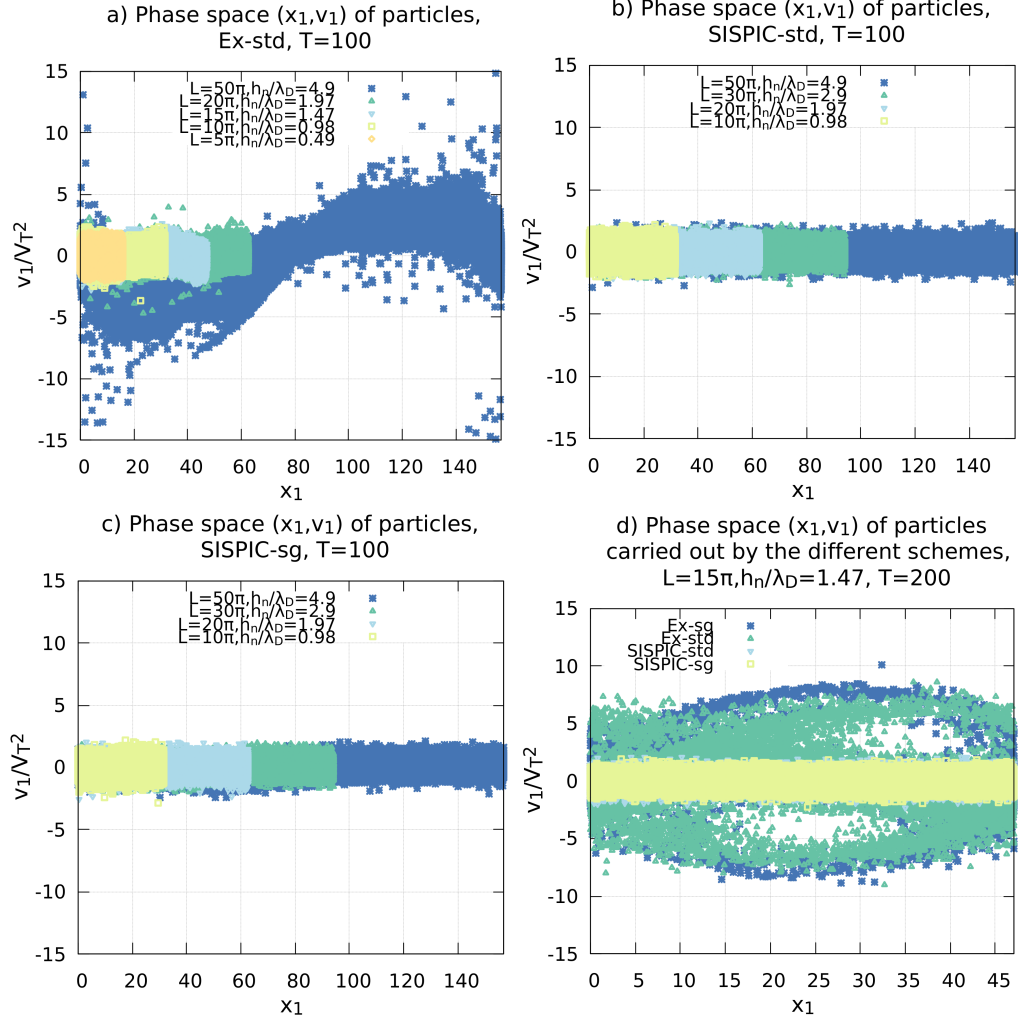 a) Phase space (x1,v1) of particles,
Ex-std, T=100
L=50π,hn/λD=4.9
L=20π,hn/λD=1.97
L=15π,hn/λD=1.47
L=10π,hn/λD=0.98
L=5π,hn/λD=0.49
15
10
5
0
-5
-10
-15
v1/VT2
0 20 40 60 80 100 120 140
x1
b) Phase space (x1,v1) of particles,
SISPIC-std, T=100
L=50π,hn/λD=4.9
L=30π,hn/λD=2.9
L=20π,hn/λD=1.97
L=10π,hn/λD=0.98
15
10
5
0
-5
-10
-15
v1/VT2
0 20 40 60 80 100 120 140
x1
c) Phase space (x1,v1) of particles,
SISPIC-sg, T=100
L=50π,hn/λD=4.9
L=30π,hn/λD=2.9
L=20π,hn/λD=1.97
L=10π,hn/λD=0.98
15
10
5
0
-5
-10
-15
v1/VT2
0 20 40 60 80 100 120 140
x1
d) Phase space (x1,v1) of particles
carried out by the different schemes,
L=15π,hn/λD=1.47, T=200
Ex-sg
Ex-std
SISPIC-std
SISPIC-sg
15
10
5
0
-5
-10
-15
v1/VT2
0 5 10 15 20 25 30 35 40 45
x1